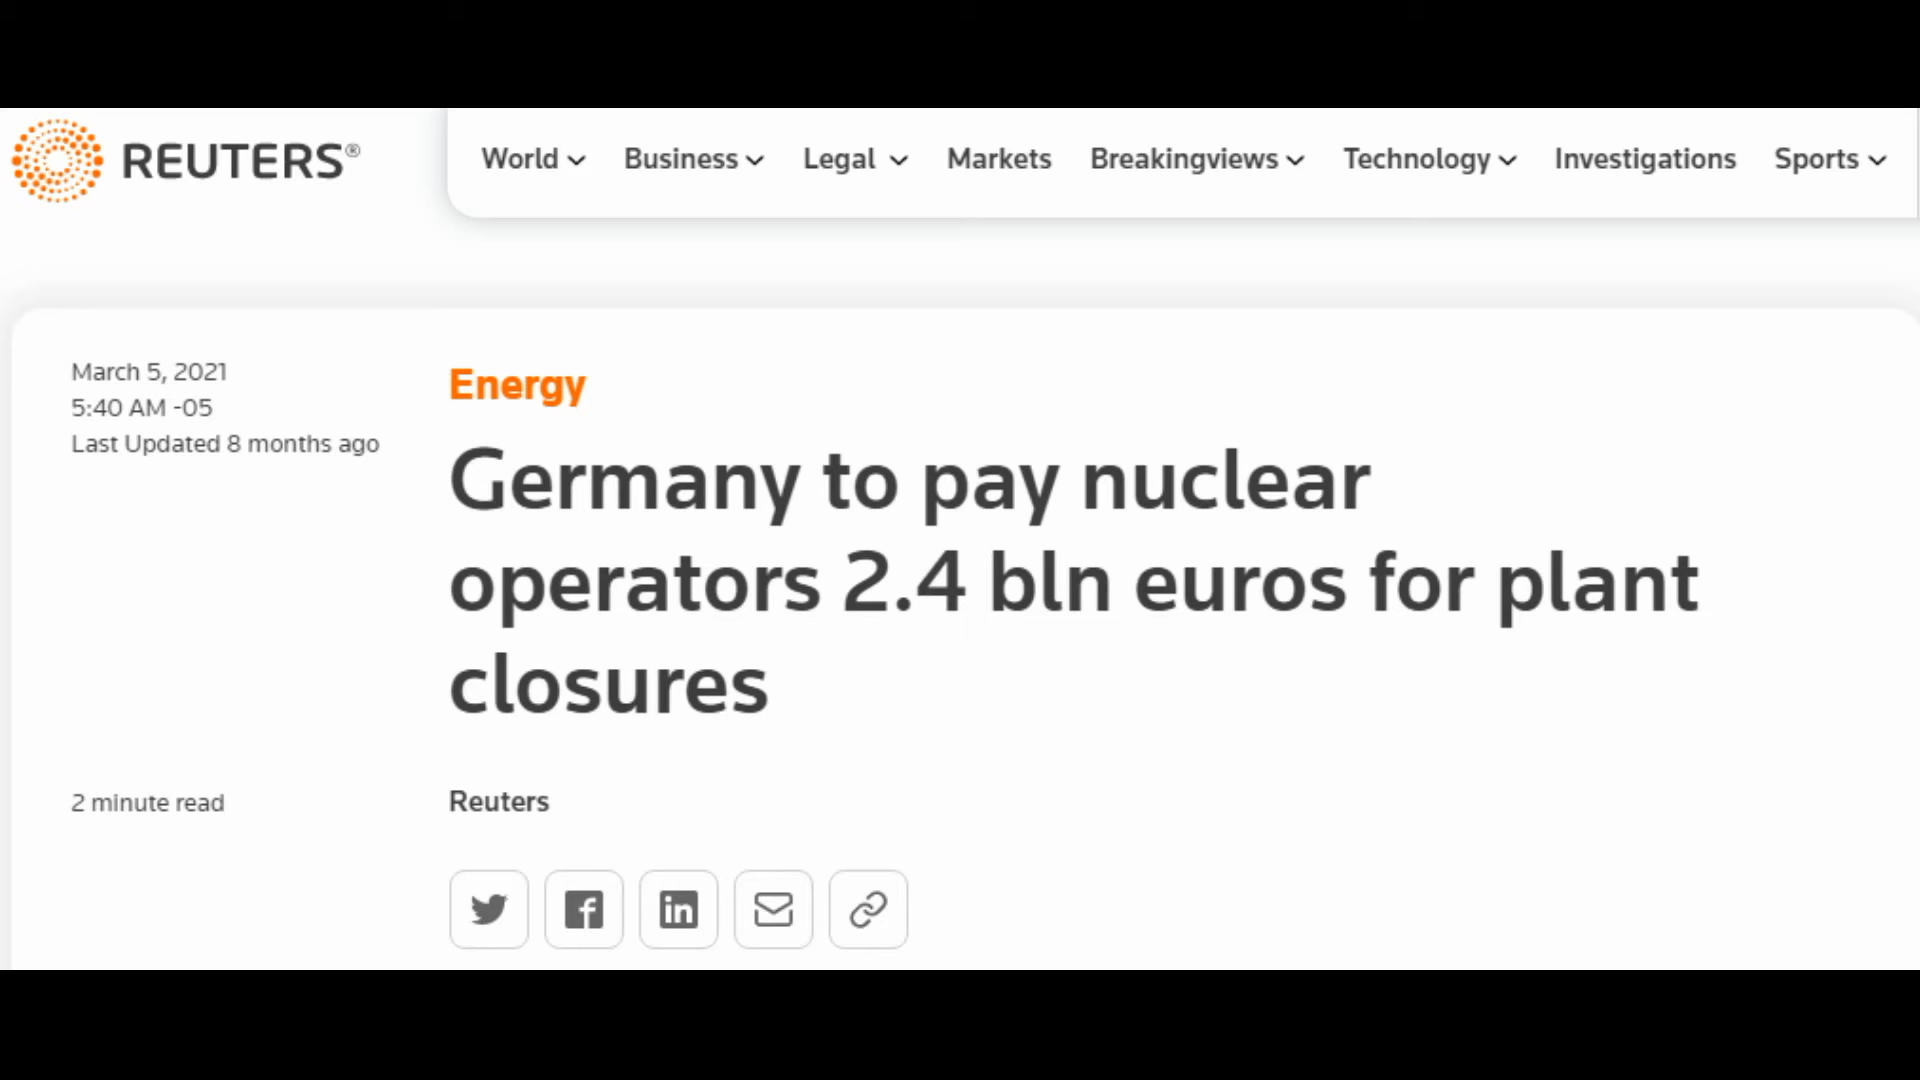 REUTERS®
World Business Legal Markets Breakingviews Technology Investigations Sports
March 5, 2021
5:40 AM -05
Last Updated 8 months ago
Energy
Germany to pay nuclear
operators 2.4 bln euros for plant
closures
2 minute read
Reuters